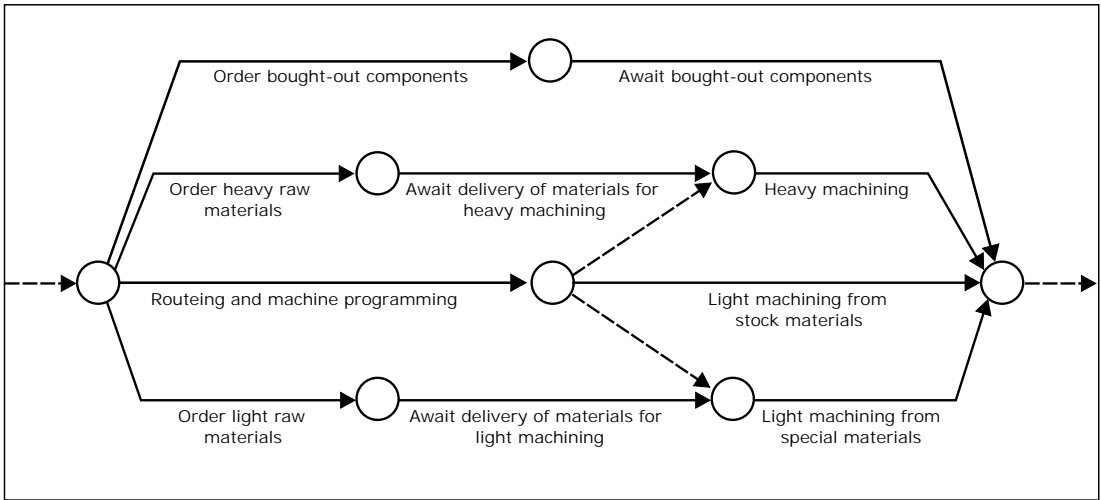 Order bought-out components
Await bought-out components
Order heavy raw
materials
Await delivery of materials for
heavy machining
Heavy machining
Routeing and machine programming
Light machining from
stock materials
Order light raw
materials
Await delivery of materials for
light machining
Light machining from
special materials